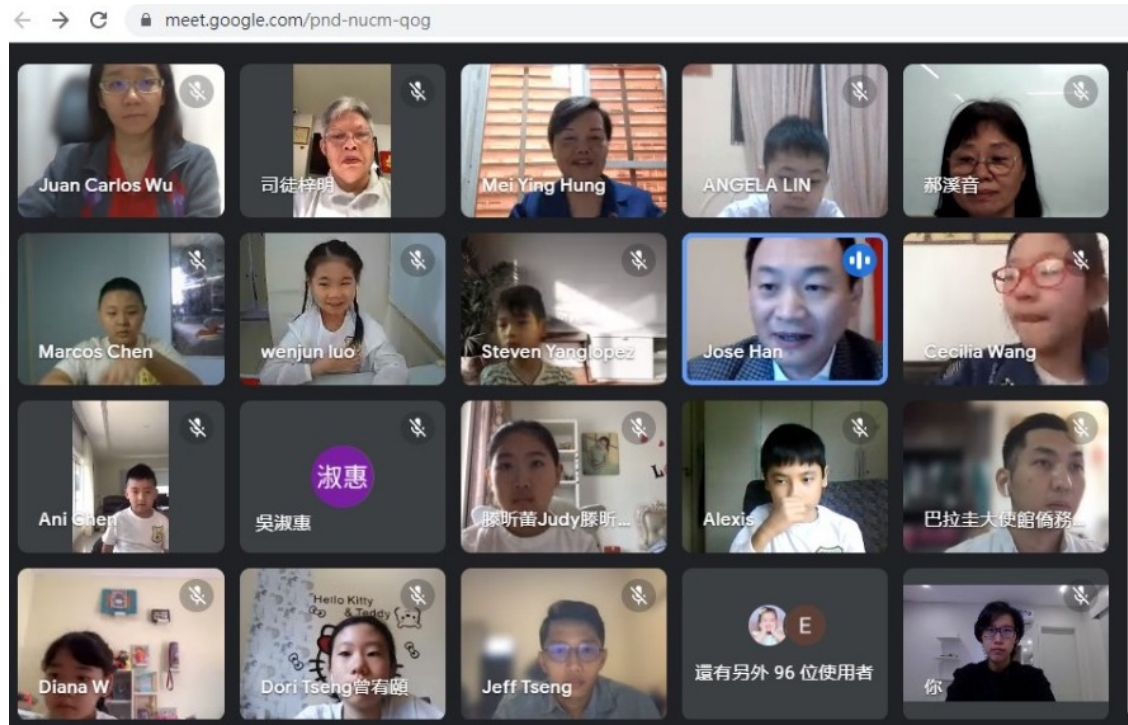 meet.google.com/pnd-nucm-qog
Juan Carlos Wu
司徒梓明
Mei Ying Hung
ANGELA LIN
郝溪音
Marcos Chen
wenjun luo
Steven Yanglopez
Jose Han
Cecilia Wang
Ani Chen
淑惠
吳淑惠
滕昕蕾Judy滕昕...
Alexis
巴拉圭大使館僑務...
Diana W
Hello Kitty
& Teddy
Dori Tseng曾宥頤
Jeff Tseng
E
還有另外 96 位使用者
你